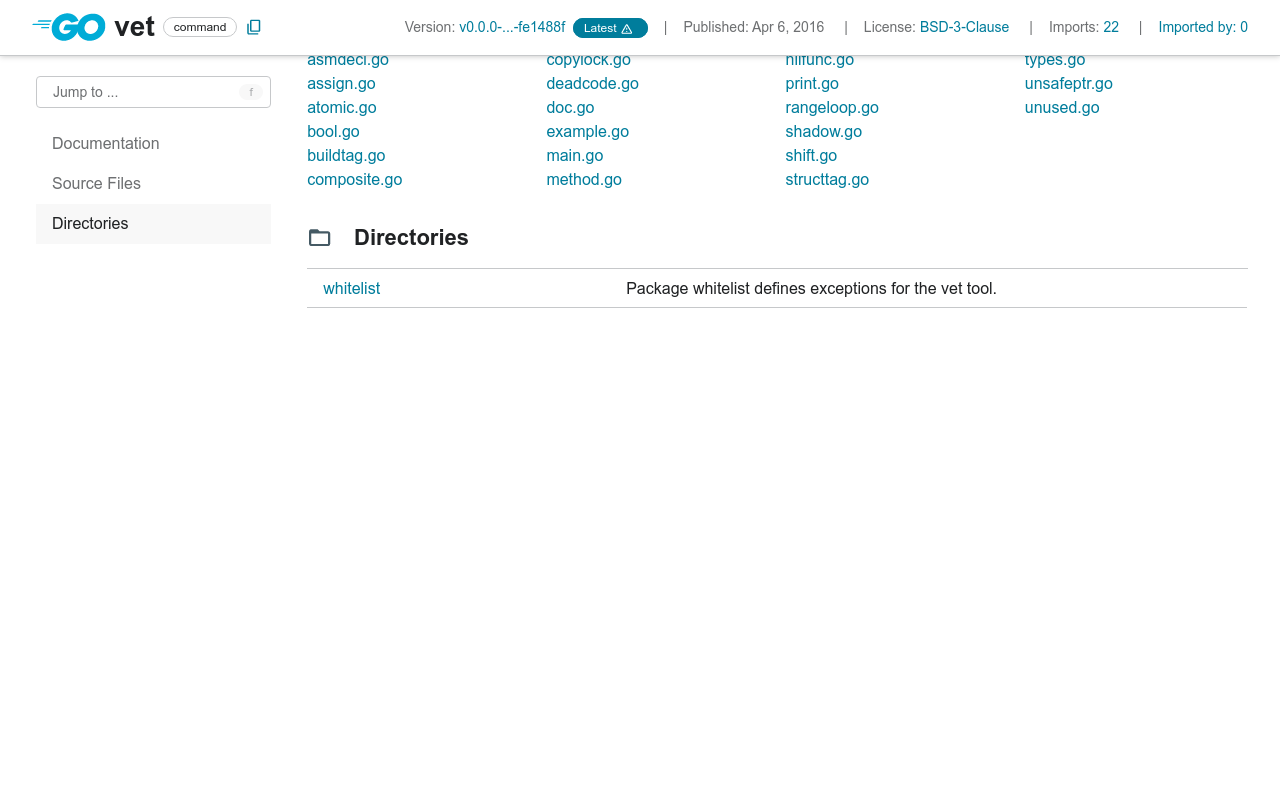 GO vet command Version: v0.0.0-...-fe1488f Latest | Published: Apr 6, 2016 | License: BSD-3-Clause | Imports: 22 | Imported by: 0
asmdecl.go copylock.go nilfunc.go types.go
Jump to ... f
assign.go deadcode.go print.go unsafeptr.go
atomic.go doc.go rangeloop.go unused.go
bool.go example.go shadow.go
buildtag.go main.go shift.go
composite.go method.go structtag.go
Documentation
Source Files
Directories
Directories
whitelist Package whitelist defines exceptions for the vet tool.